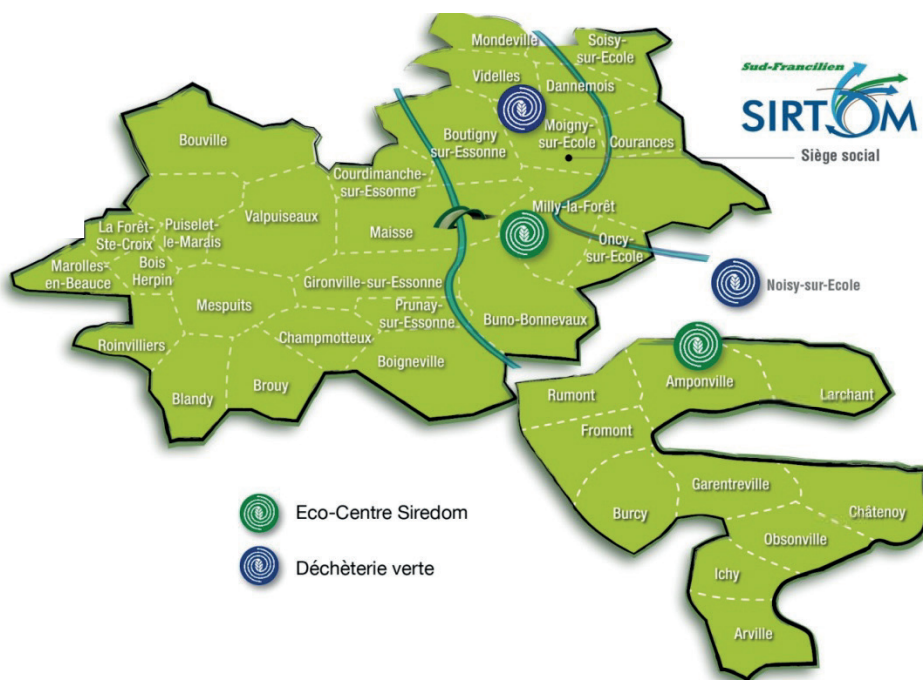 Mondeville
Soisy-
sur-Ecole
Videlles
Dannemois
Sud-Francilien
SIRTOM
Bouville
Boutigny
sur-Essonne
Moigny-
sur-Ecole
Courances
Siège social
Courdimanche-
sur-Essonne
Milly-la-Forêt
Valpuiseaux
La Forêt-
Ste-Croix
Puiselet-
le-Marais
Maisse
Oncy-
sur-Ecole
Marolles-
en-Beauce
Bois
Herpin
Gironville-sur-Essonne
Noisy-sur-Ecole
Mespuits
Prunay-
sur-Essonne
Buno-Bonnevaux
Roinvilliers
Champmotteux
Boigneville
Blandy
Brouy
Rumont
Amponville
Larchant
Fromont
Garentreville
Burcy
Châtenoy
Obsonville
Ichy
Arville
Eco-Centre Siredom
Déchèterie verte